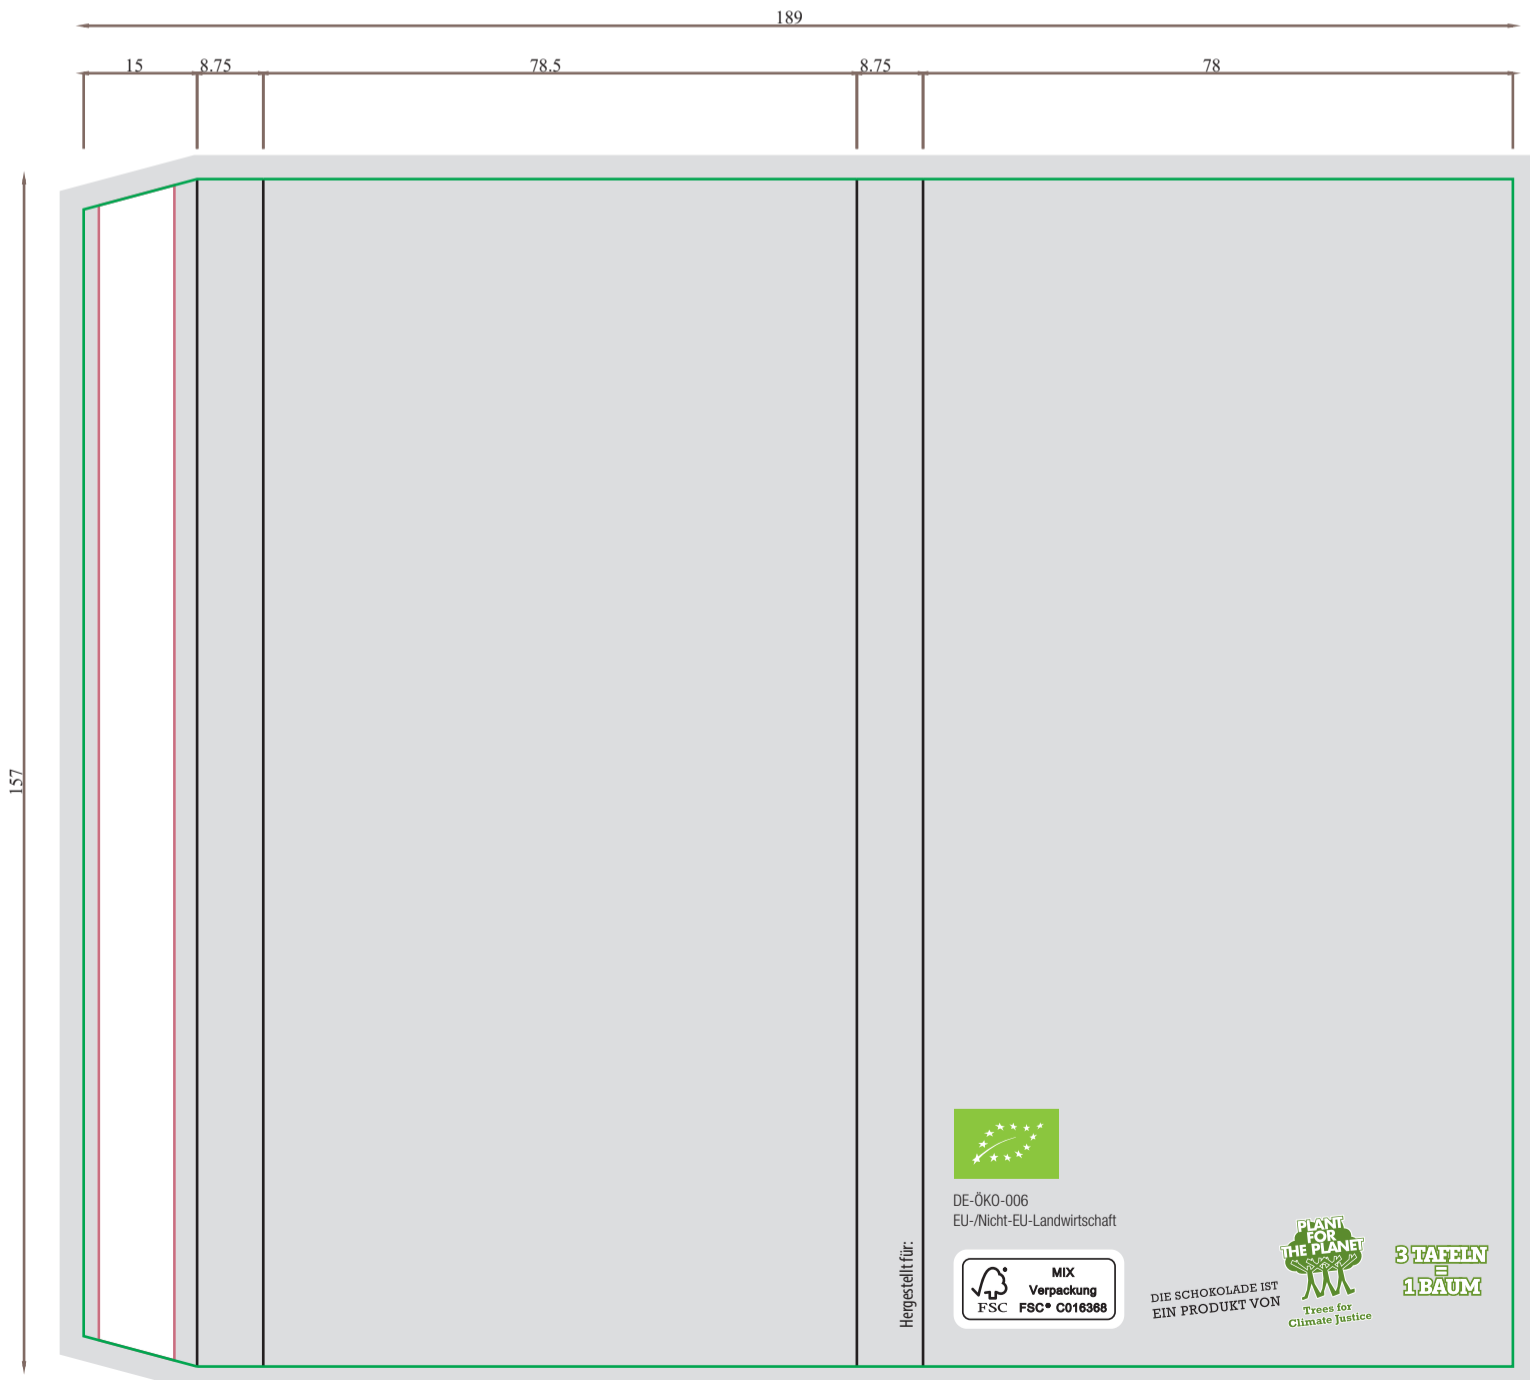 189
15
8.75
78.5
8.75
78
157
Hergestellt für:
DE-ÖKO-006
EU-/Nicht-EU-Landwirtschaft
FSC
MIX
Verpackung
FSC® C016368
DIE SCHOKOLADE IST
EIN PRODUKT VON
PLANT
FOR
THE PLANET
Trees for
Climate Justice
3 TAFELN
=
1 BAUM